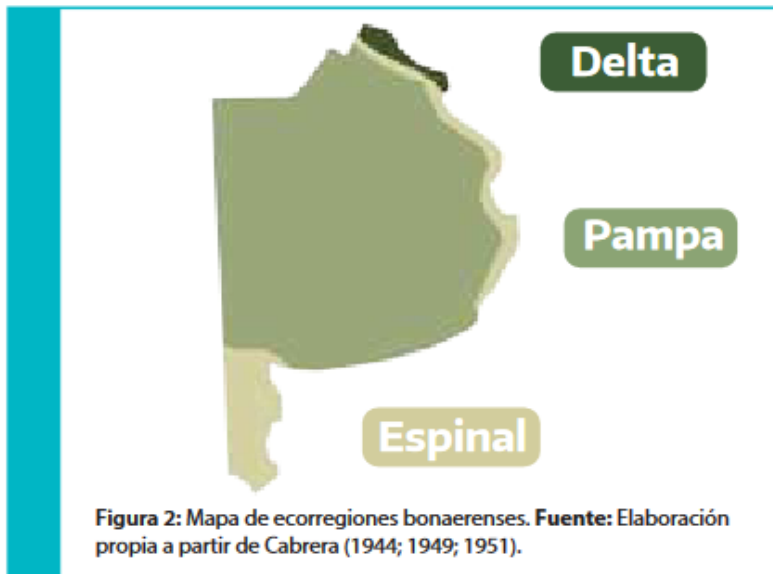 Delta
Pampa
Espinal
Figura 2: Mapa de ecorregiones bonaerenses. Fuente: Elaboración
propia a partir de Cabrera (1944; 1949; 1951).